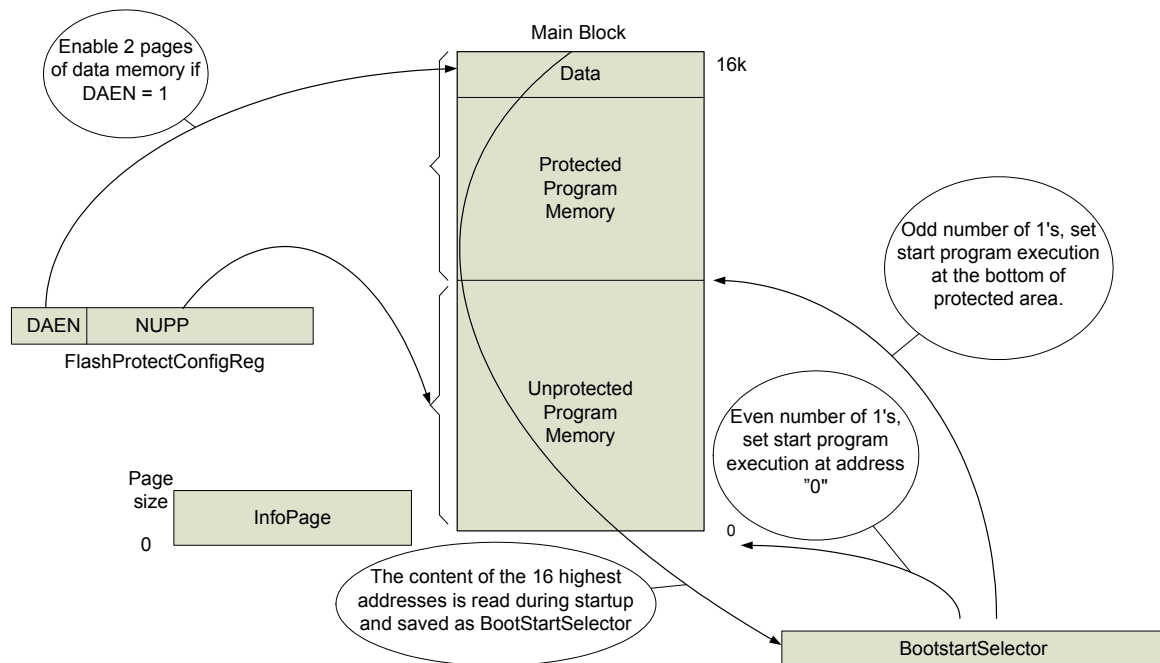 Main Block
Enable 2 pages
of data memory if
DAEN = 1
Data
16k
Protected
Program
Memory
Odd number of 1's, set
start program execution
at the bottom of
protected area.
DAEN
NUPP
FlashProtectConfigReg
Unprotected
Program
Memory
Even number of 1's,
set start program
execution at address
"0"
Page
size
0
InfoPage
0
The content of the 16 highest
addresses is read during startup
and saved as BootStartSelector
BootstartSelector